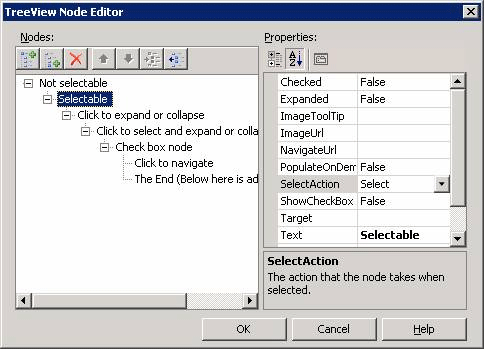 TreeView Node Editor
Nodes:
Properties:
Not selectable
Selectable
Click to expand or collapse
Click to select and expand or colla
Check box node
Click to navigate
The End (Below here is ad
Checked False
Expanded False
ImageToolTip
ImageUrl
NavigateUrl
PopulateOnDem False
SelectAction Select
ShowCheckBox False
Target
Text Selectable
SelectAction
The action that the node takes when
selected.
OK Cancel Help